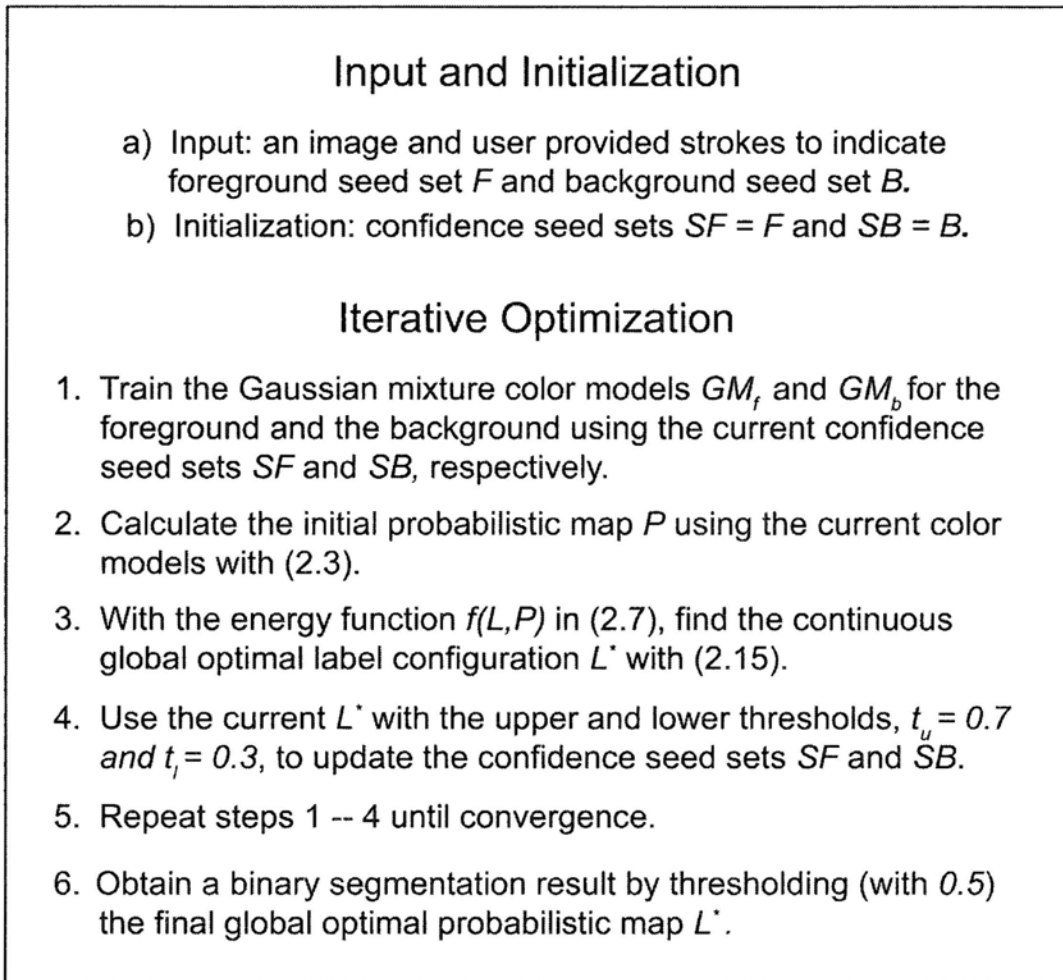 Input and Initialization
a) Input: an image and user provided strokes to indicate
foreground seed set F and background seed set B.
b) Initialization: confidence seed sets SF = F and SB = B.
Iterative Optimization
1. Train the Gaussian mixture color models GM_f and GM_b for the
foreground and the background using the current confidence
seed sets SF and SB, respectively.
2. Calculate the initial probabilistic map P using the current color
models with (2.3).
3. With the energy function f(L,P) in (2.7), find the continuous
global optimal label configuration L* with (2.15).
4. Use the current L* with the upper and lower thresholds, t_u = 0.7
and t_l = 0.3, to update the confidence seed sets SF and SB.
5. Repeat steps 1 -- 4 until convergence.
6. Obtain a binary segmentation result by thresholding (with 0.5)
the final global optimal probabilistic map L*.